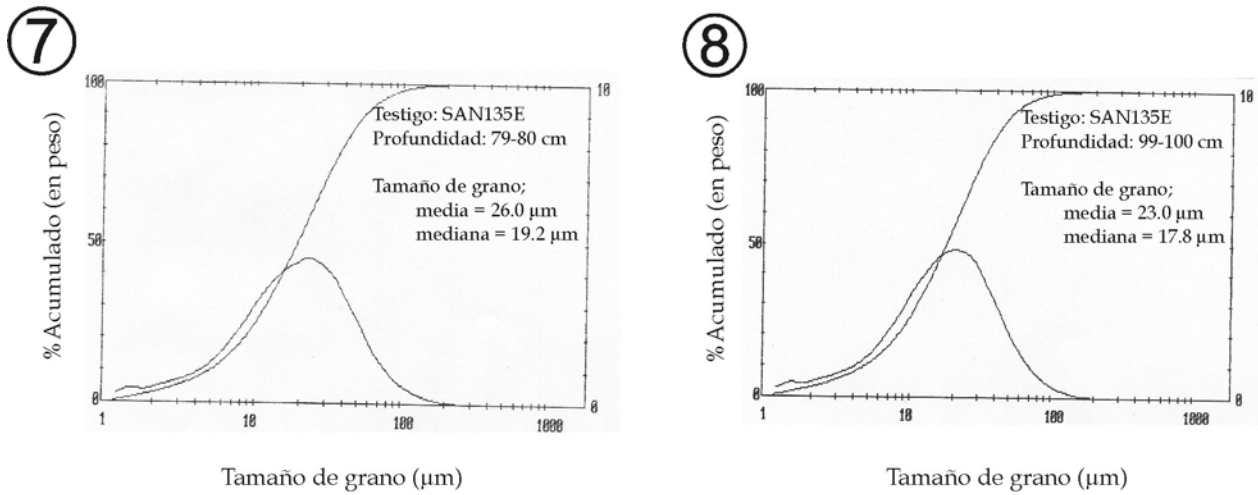 7
100
50
0
10
0
1
10
100
1000
% Acumulado (en peso)
Testigo: SAN135E
Profundidad: 79-80 cm
Tamaño de grano;
media = 26.0 µm
mediana = 19.2 µm
Tamaño de grano (µm)
8
100
50
0
10
0
1
10
100
1000
% Acumulado (en peso)
Testigo: SAN135E
Profundidad: 99-100 cm
Tamaño de grano;
media = 23.0 µm
mediana = 17.8 µm
Tamaño de grano (µm)